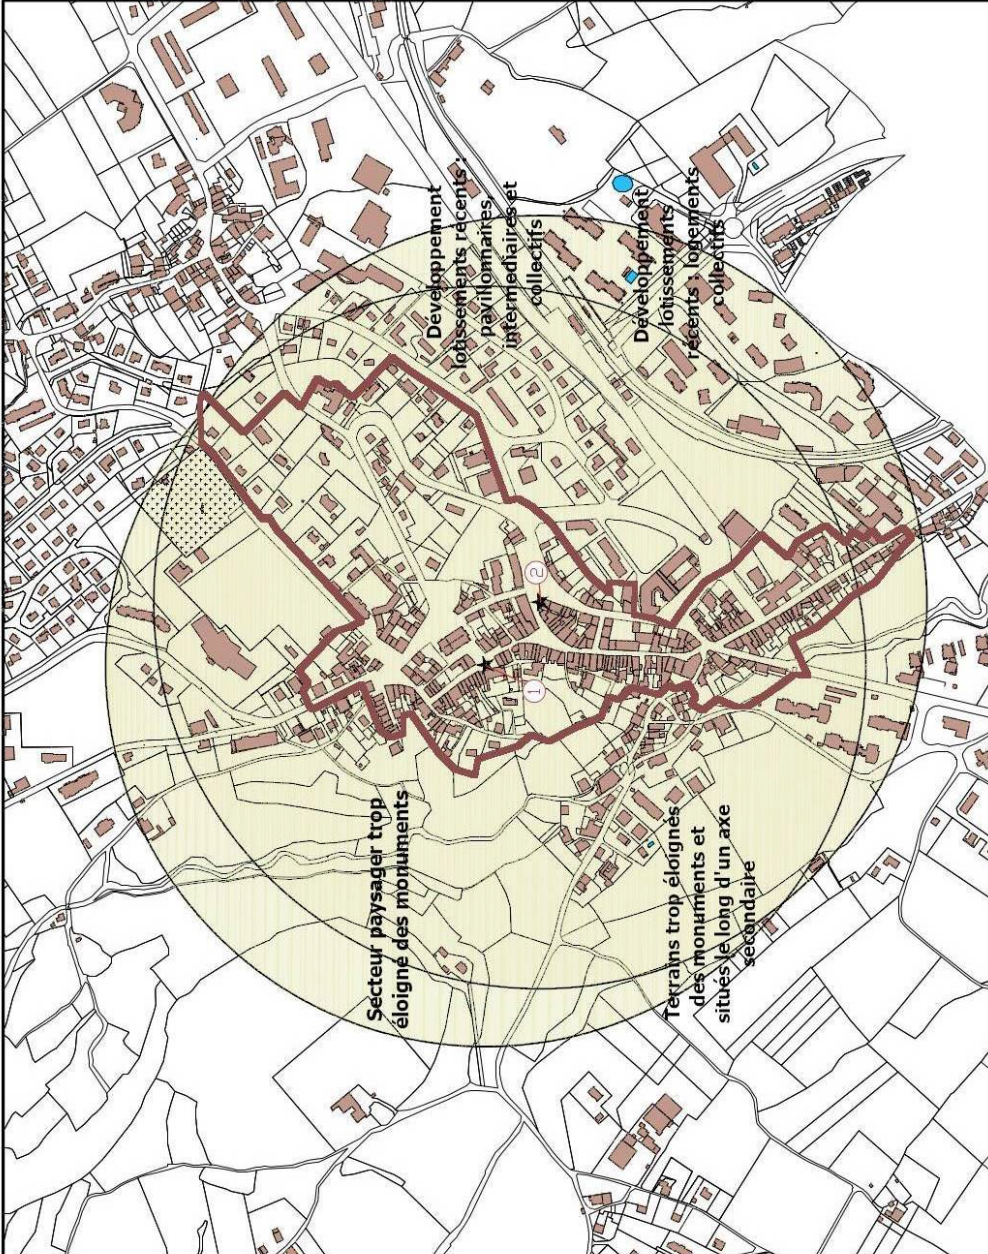 Secteur paysager trop
éloigné des monuments
Développement
lotissements récents :
pavillonnaires,
intermédiaires et
collectifs
1
2
Terrains trop éloignés
des monuments et
situés le long d'un axe
secondaire
Développement
lotissements
récents : logements
collectifs